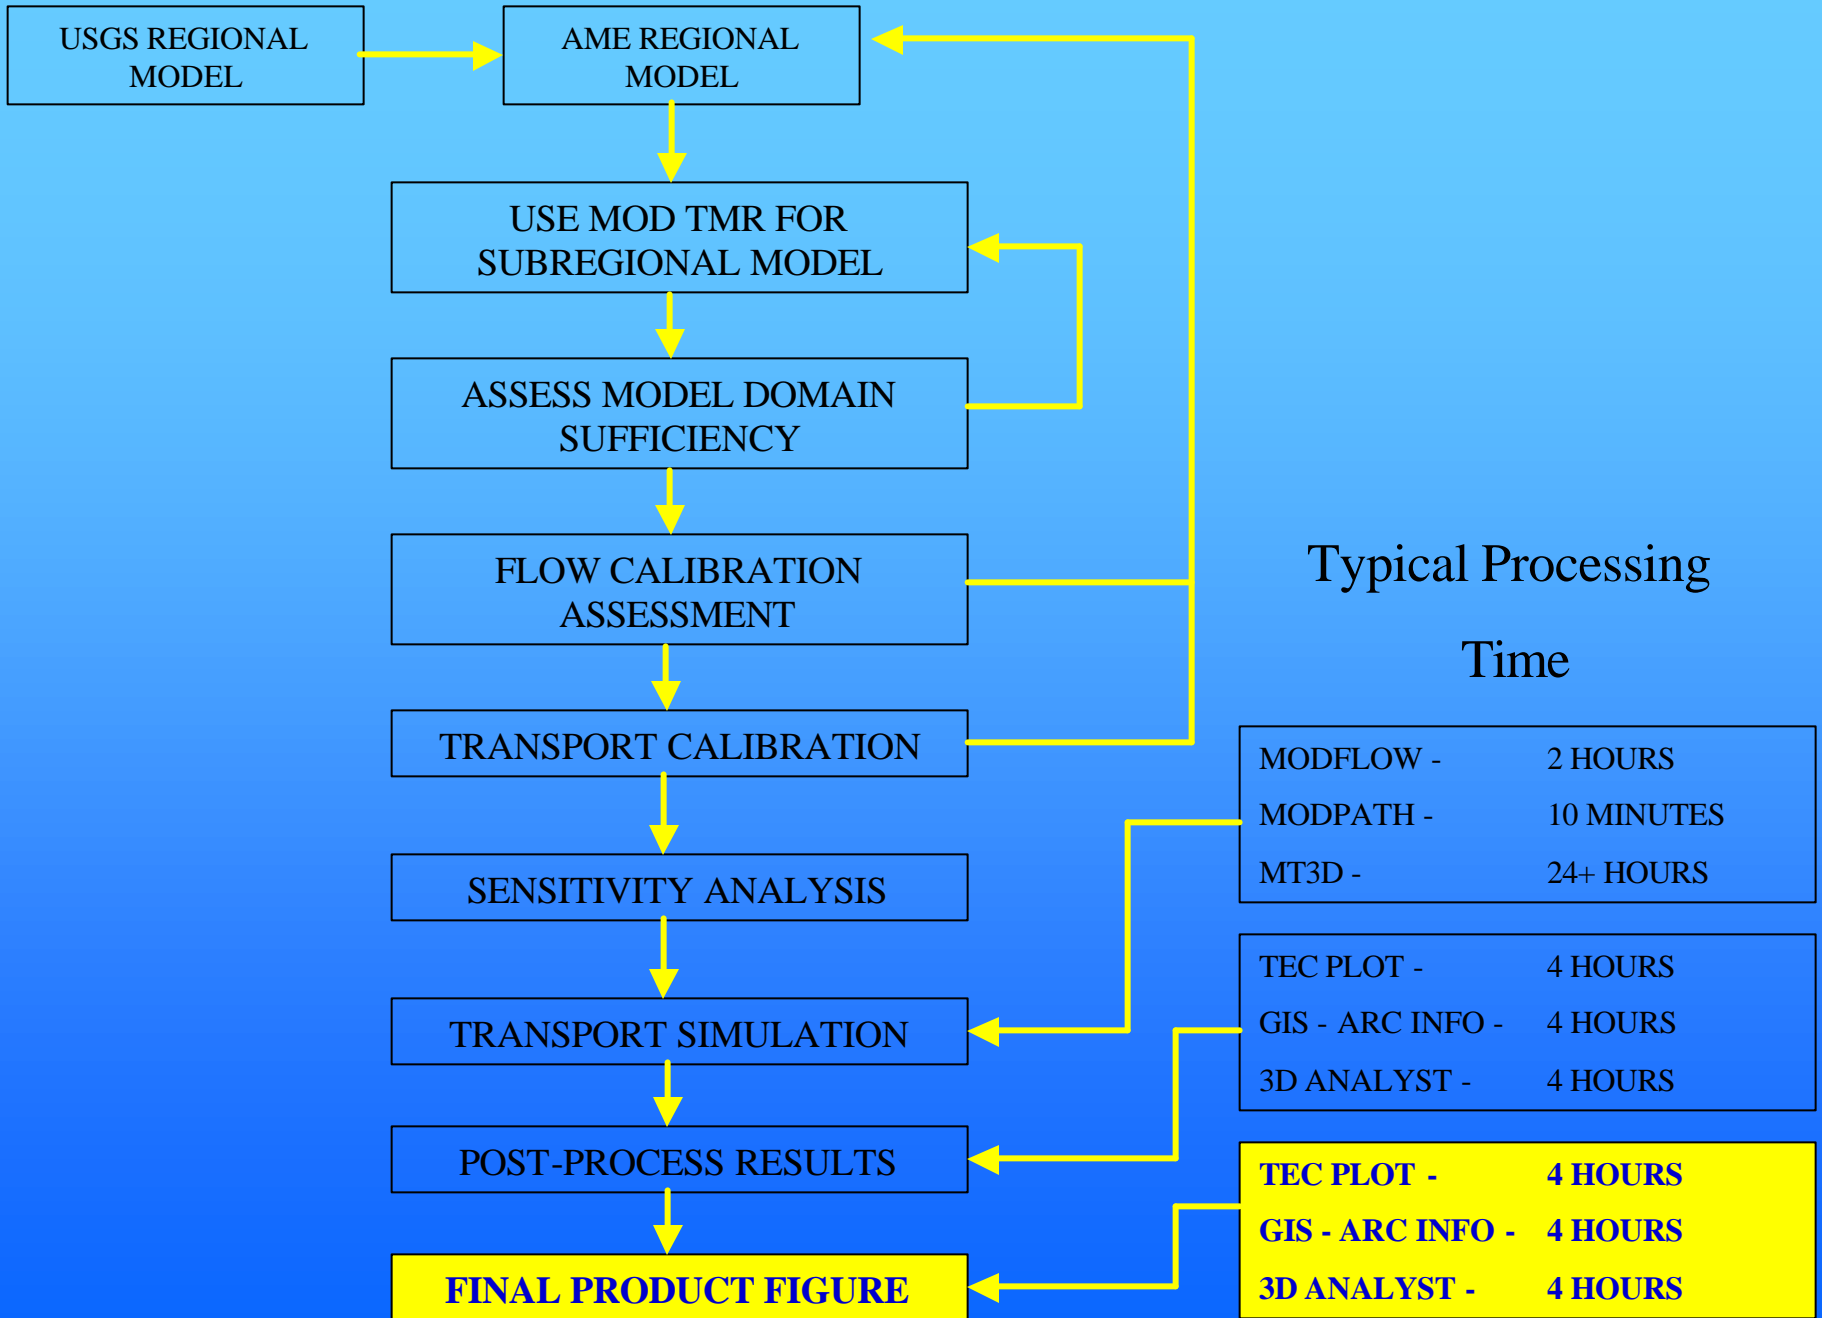 USGS REGIONAL
MODEL
AME REGIONAL
MODEL
USE MOD TMR FOR
SUBREGIONAL MODEL
ASSESS MODEL DOMAIN
SUFFICIENCY
FLOW CALIBRATION
ASSESSMENT
TRANSPORT CALIBRATION
SENSITIVITY ANALYSIS
TRANSPORT SIMULATION
POST-PROCESS RESULTS
FINAL PRODUCT FIGURE
Typical Processing
Time
MODFLOW - 2 HOURS
MODPATH - 10 MINUTES
MT3D - 24+ HOURS
TEC PLOT - 4 HOURS
GIS - ARC INFO - 4 HOURS
3D ANALYST - 4 HOURS
TEC PLOT - 4 HOURS
GIS - ARC INFO - 4 HOURS
3D ANALYST - 4 HOURS